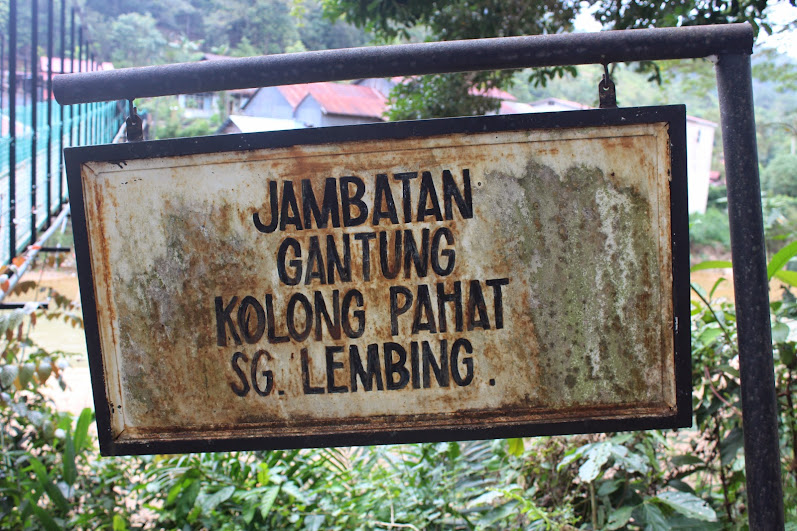 JAMBATAN
GANTUNG
KOLONG PAHAT
SG. LEMBING.